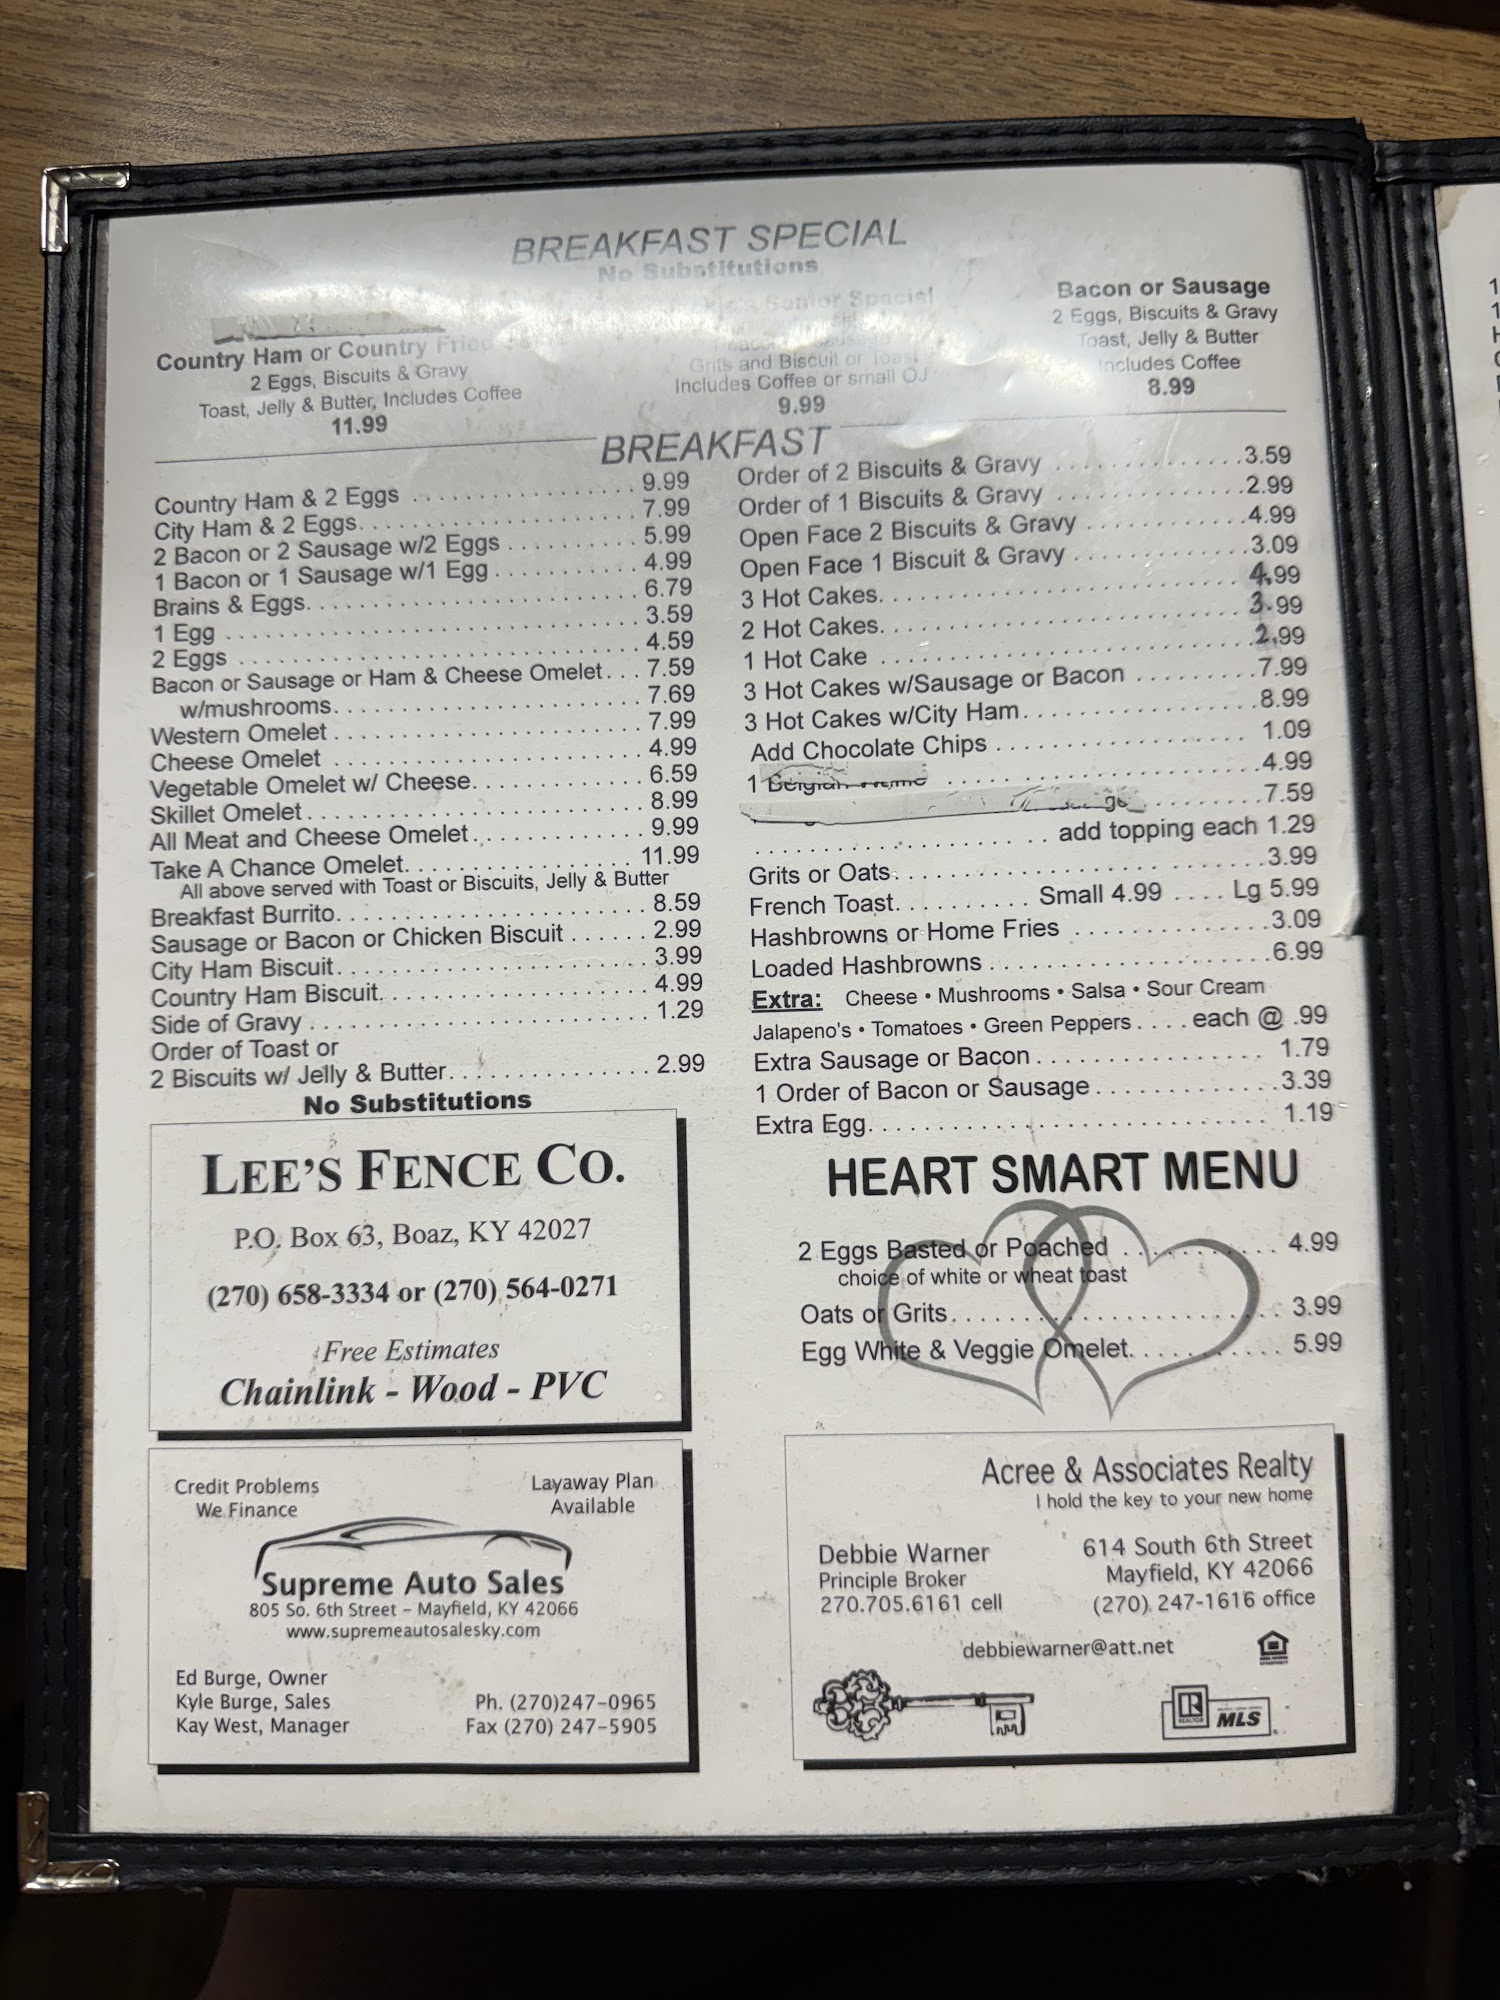 BREAKFAST SPECIAL
No Substitutions
Country Ham or Country Fried
2 Eggs, Biscuits & Gravy
Toast, Jelly & Butter, Includes Coffee
11.99
Senior Special
Grits and Biscuit or Toast
Includes Coffee or small OJ
9.99
Bacon or Sausage
2 Eggs, Biscuits & Gravy
Toast, Jelly & Butter
Includes Coffee
8.99
BREAKFAST
Country Ham & 2 Eggs 9.99
City Ham & 2 Eggs 7.99
2 Bacon or 2 Sausage w/2 Eggs 5.99
1 Bacon or 1 Sausage w/1 Egg 4.99
Brains & Eggs 6.79
1 Egg 3.59
2 Eggs 4.59
Bacon or Sausage or Ham & Cheese Omelet 7.59
w/mushrooms 7.69
Western Omelet 7.99
Cheese Omelet 4.99
Vegetable Omelet w/ Cheese 6.59
Skillet Omelet 8.99
All Meat and Cheese Omelet 9.99
Take A Chance Omelet 11.99
All above served with Toast or Biscuits, Jelly & Butter
Breakfast Burrito 8.59
Sausage or Bacon or Chicken Biscuit 2.99
City Ham Biscuit 3.99
Country Ham Biscuit 4.99
Side of Gravy 1.29
Order of Toast or
2 Biscuits w/ Jelly & Butter 2.99
No Substitutions
Order of 2 Biscuits & Gravy 3.59
Order of 1 Biscuits & Gravy 2.99
Open Face 2 Biscuits & Gravy 4.99
Open Face 1 Biscuit & Gravy 3.09
3 Hot Cakes 4.99
2 Hot Cakes 3.99
1 Hot Cake 2.99
3 Hot Cakes w/Sausage or Bacon 7.99
3 Hot Cakes w/City Ham 8.99
Add Chocolate Chips 1.09
1 Belgian 4.99
7.59
add topping each 1.29
Grits or Oats 3.99
French Toast Small 4.99 Lg 5.99
Hashbrowns or Home Fries 3.09
Loaded Hashbrowns 6.99
Extra: Cheese • Mushrooms • Salsa • Sour Cream
Jalapeno's • Tomatoes • Green Peppers each @ .99
Extra Sausage or Bacon 1.79
1 Order of Bacon or Sausage 3.39
Extra Egg 1.19
HEART SMART MENU
2 Eggs Basted or Poached 4.99
choice of white or wheat toast
Oats or Grits 3.99
Egg White & Veggie Omelet 5.99
LEE'S FENCE CO.
P.O. Box 63, Boaz, KY 42027
(270) 658-3334 or (270) 564-0271
Free Estimates
Chainlink - Wood - PVC
Credit Problems
We Finance
Layaway Plan
Available
Supreme Auto Sales
805 So. 6th Street – Mayfield, KY 42066
www.supremeautosalesky.com
Ed Burge, Owner
Kyle Burge, Sales
Kay West, Manager
Ph. (270)247-0965
Fax (270) 247-5905
Acree & Associates Realty
I hold the key to your new home
Debbie Warner
Principle Broker
270.705.6161 cell
614 South 6th Street
Mayfield, KY 42066
(270) 247-1616 office
debbiewarner@att.net
REALTOR
MLS